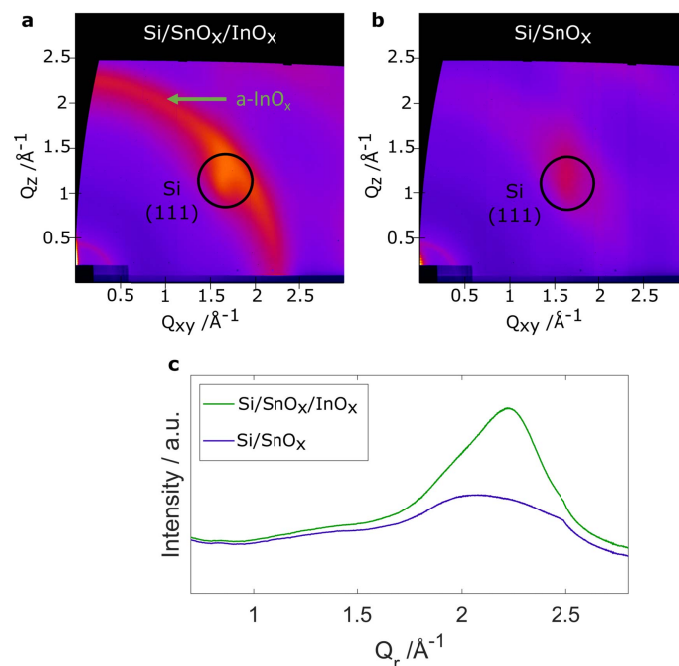 a
Si/SnOx/InOx
a-InOx
Si
(111)
Qz /Å-1
2.5
2
1.5
1
0.5
0.5
1
1.5
2
2.5
Qxy /Å-1
b
Si/SnOx
Si
(111)
Qz /Å-1
2.5
2
1.5
1
0.5
0.5
1
1.5
2
2.5
Qxy /Å-1
c
Si/SnOx/InOx
Si/SnOx
Intensity / a.u.
1
1.5
2
2.5
Qr /Å-1